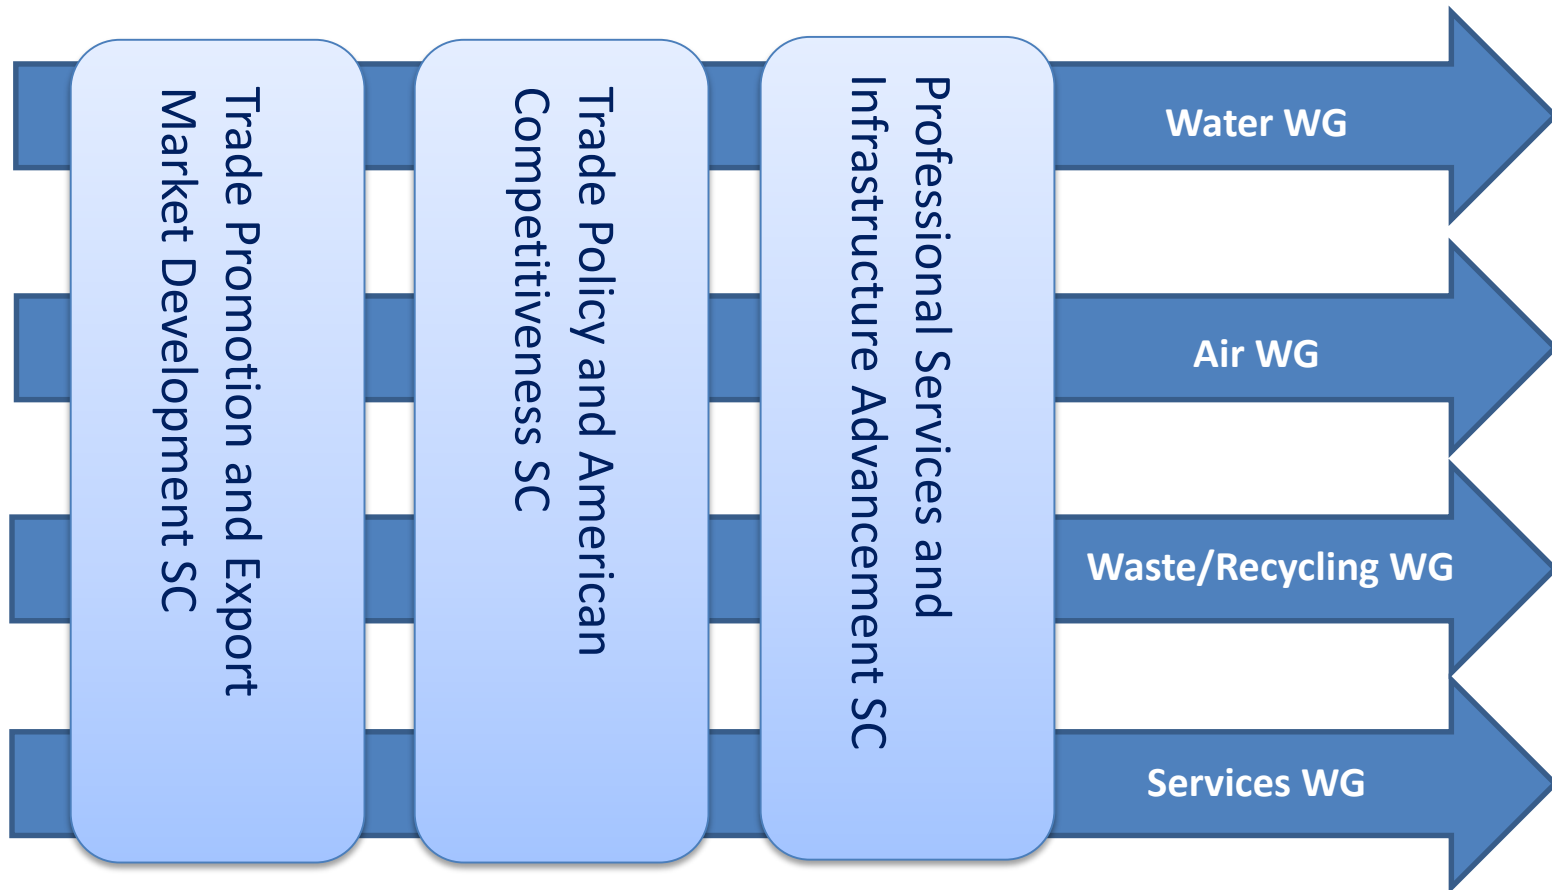 Trade Promotion and Export
Market Development SC
Trade Policy and American
Competitiveness SC
Professional Services and
Infrastructure Advancement SC
Water WG
Air WG
Waste/Recycling WG
Services WG